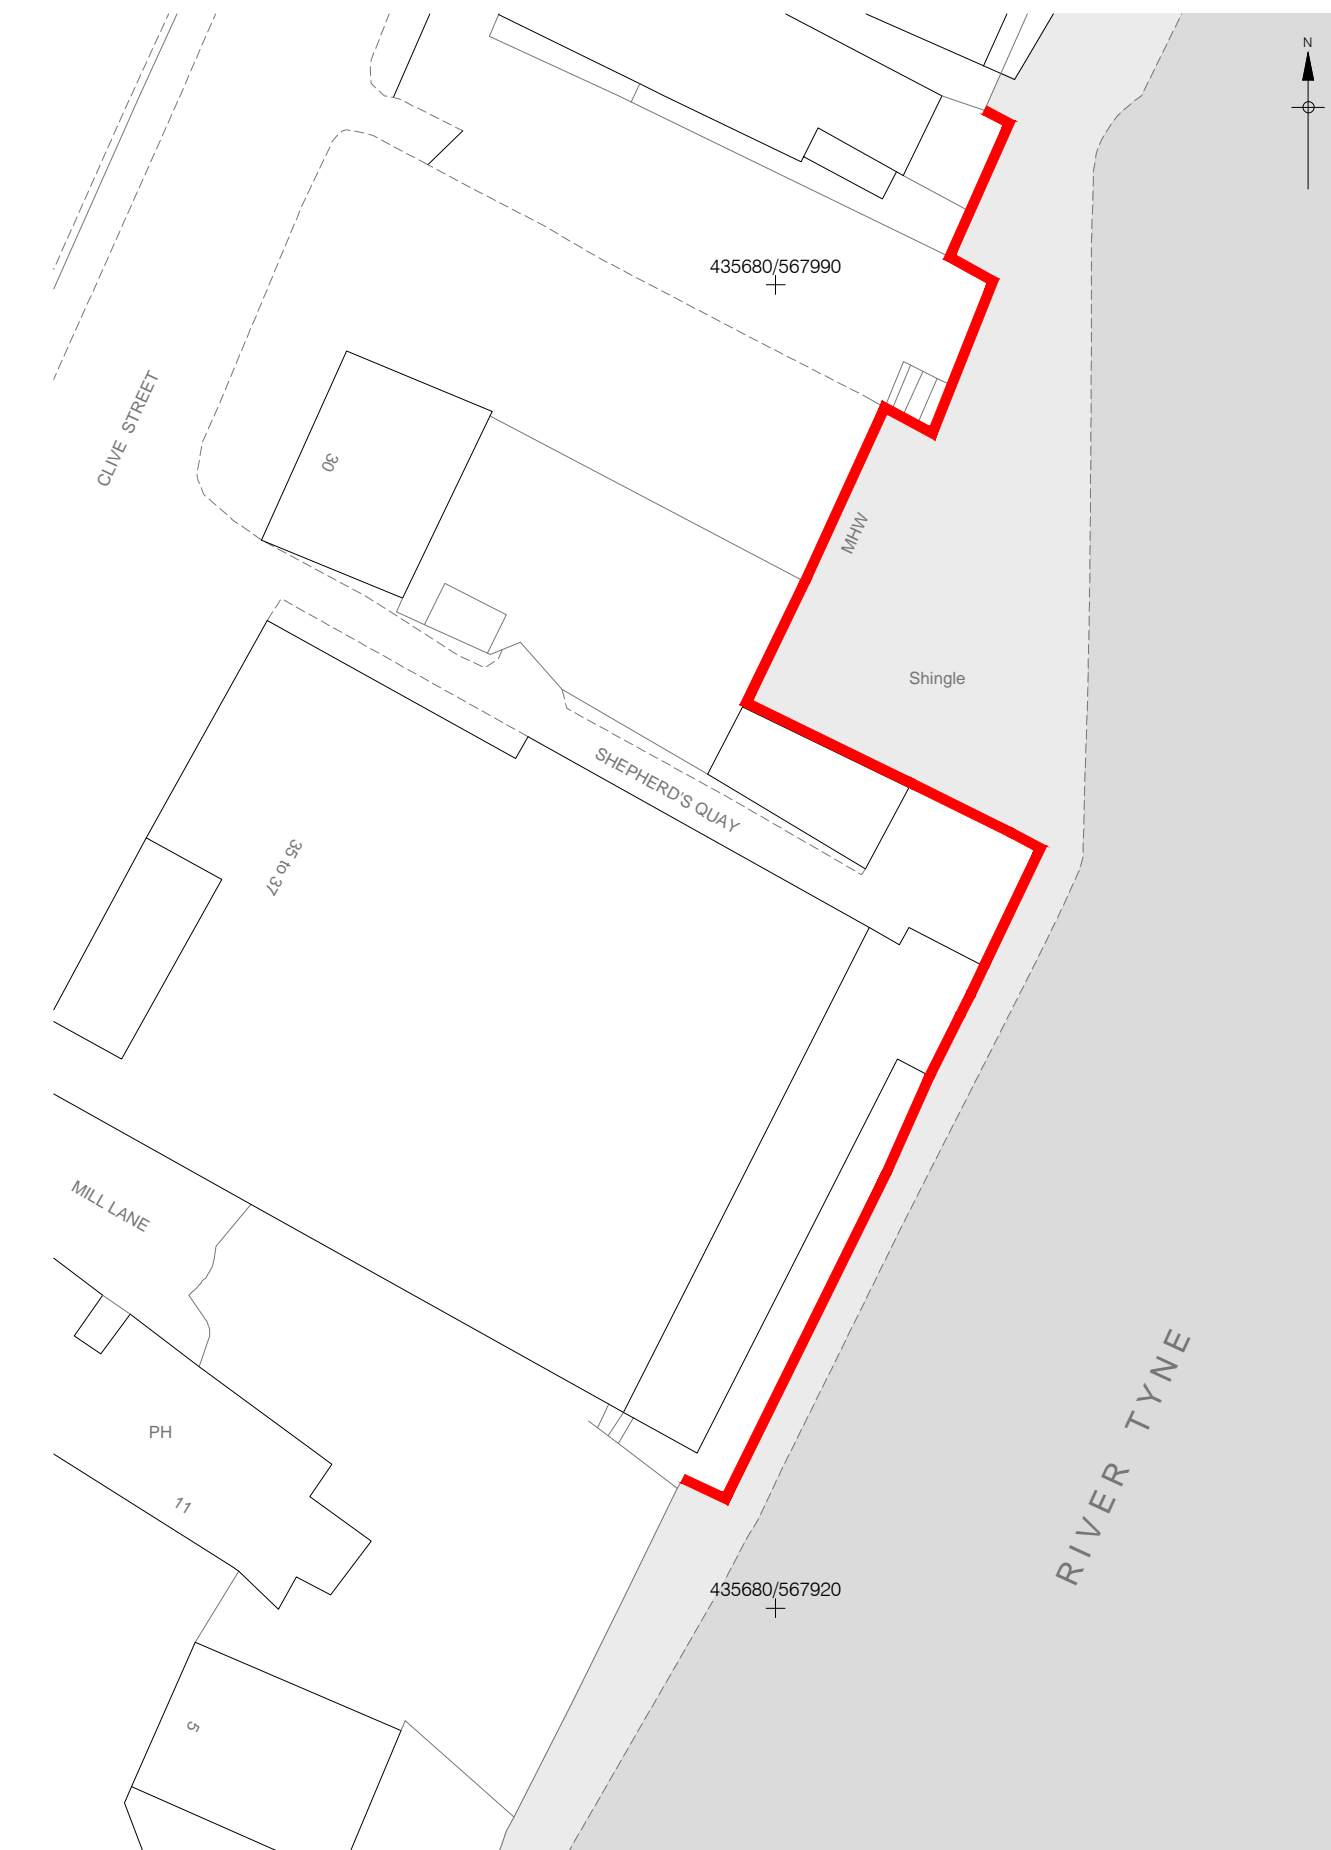 N
435680/567990
CLIVE STREET
30
MHW
Shingle
SHEPHERD'S QUAY
35 to 37
MILL LANE
RIVER TYNE
PH
11
435680/567920
5